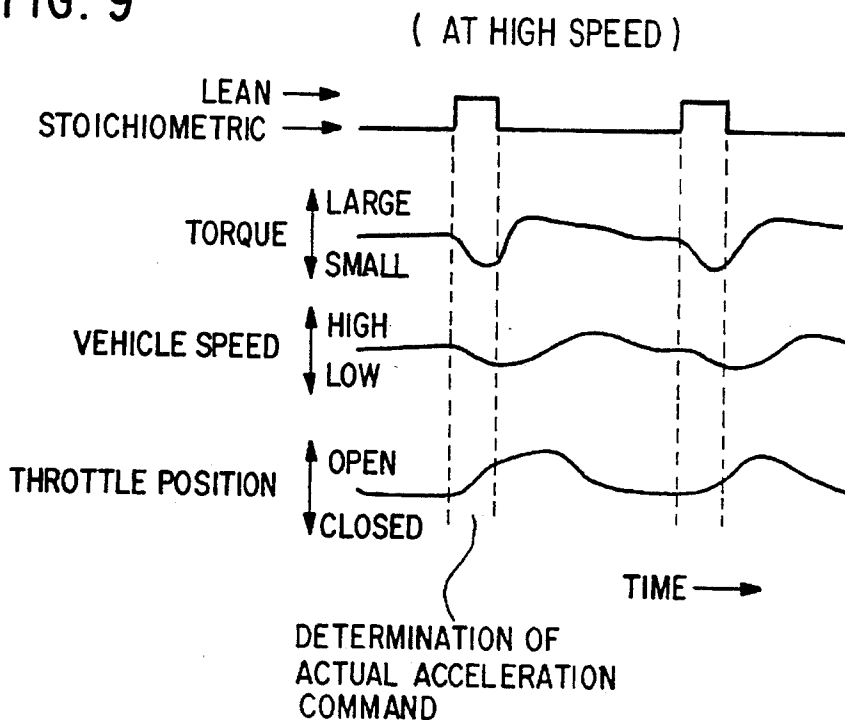 FIG. 9
( AT HIGH SPEED )
LEAN
STOICHIOMETRIC
TORQUE
LARGE
SMALL
VEHICLE SPEED
HIGH
LOW
THROTTLE POSITION
OPEN
CLOSED
TIME
DETERMINATION OF
ACTUAL ACCELERATION
COMMAND